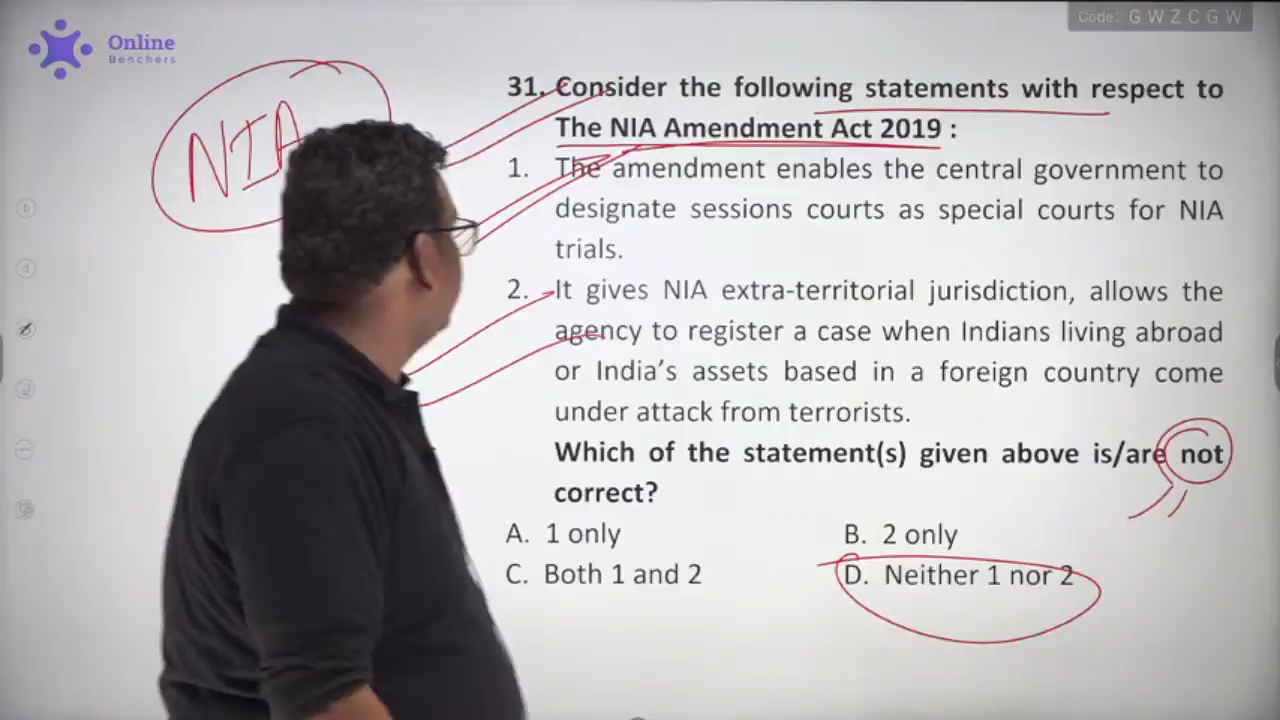 Code: G W Z C G W
Online
Benchers
NIA
31. Consider the following statements with respect to
The NIA Amendment Act 2019 :
1. The amendment enables the central government to
designate sessions courts as special courts for NIA
trials.
2. It gives NIA extra-territorial jurisdiction, allows the
agency to register a case when Indians living abroad
or India's assets based in a foreign country come
under attack from terrorists.
Which of the statement(s) given above is/are not
correct?
A. 1 only B. 2 only
C. Both 1 and 2 D. Neither 1 nor 2